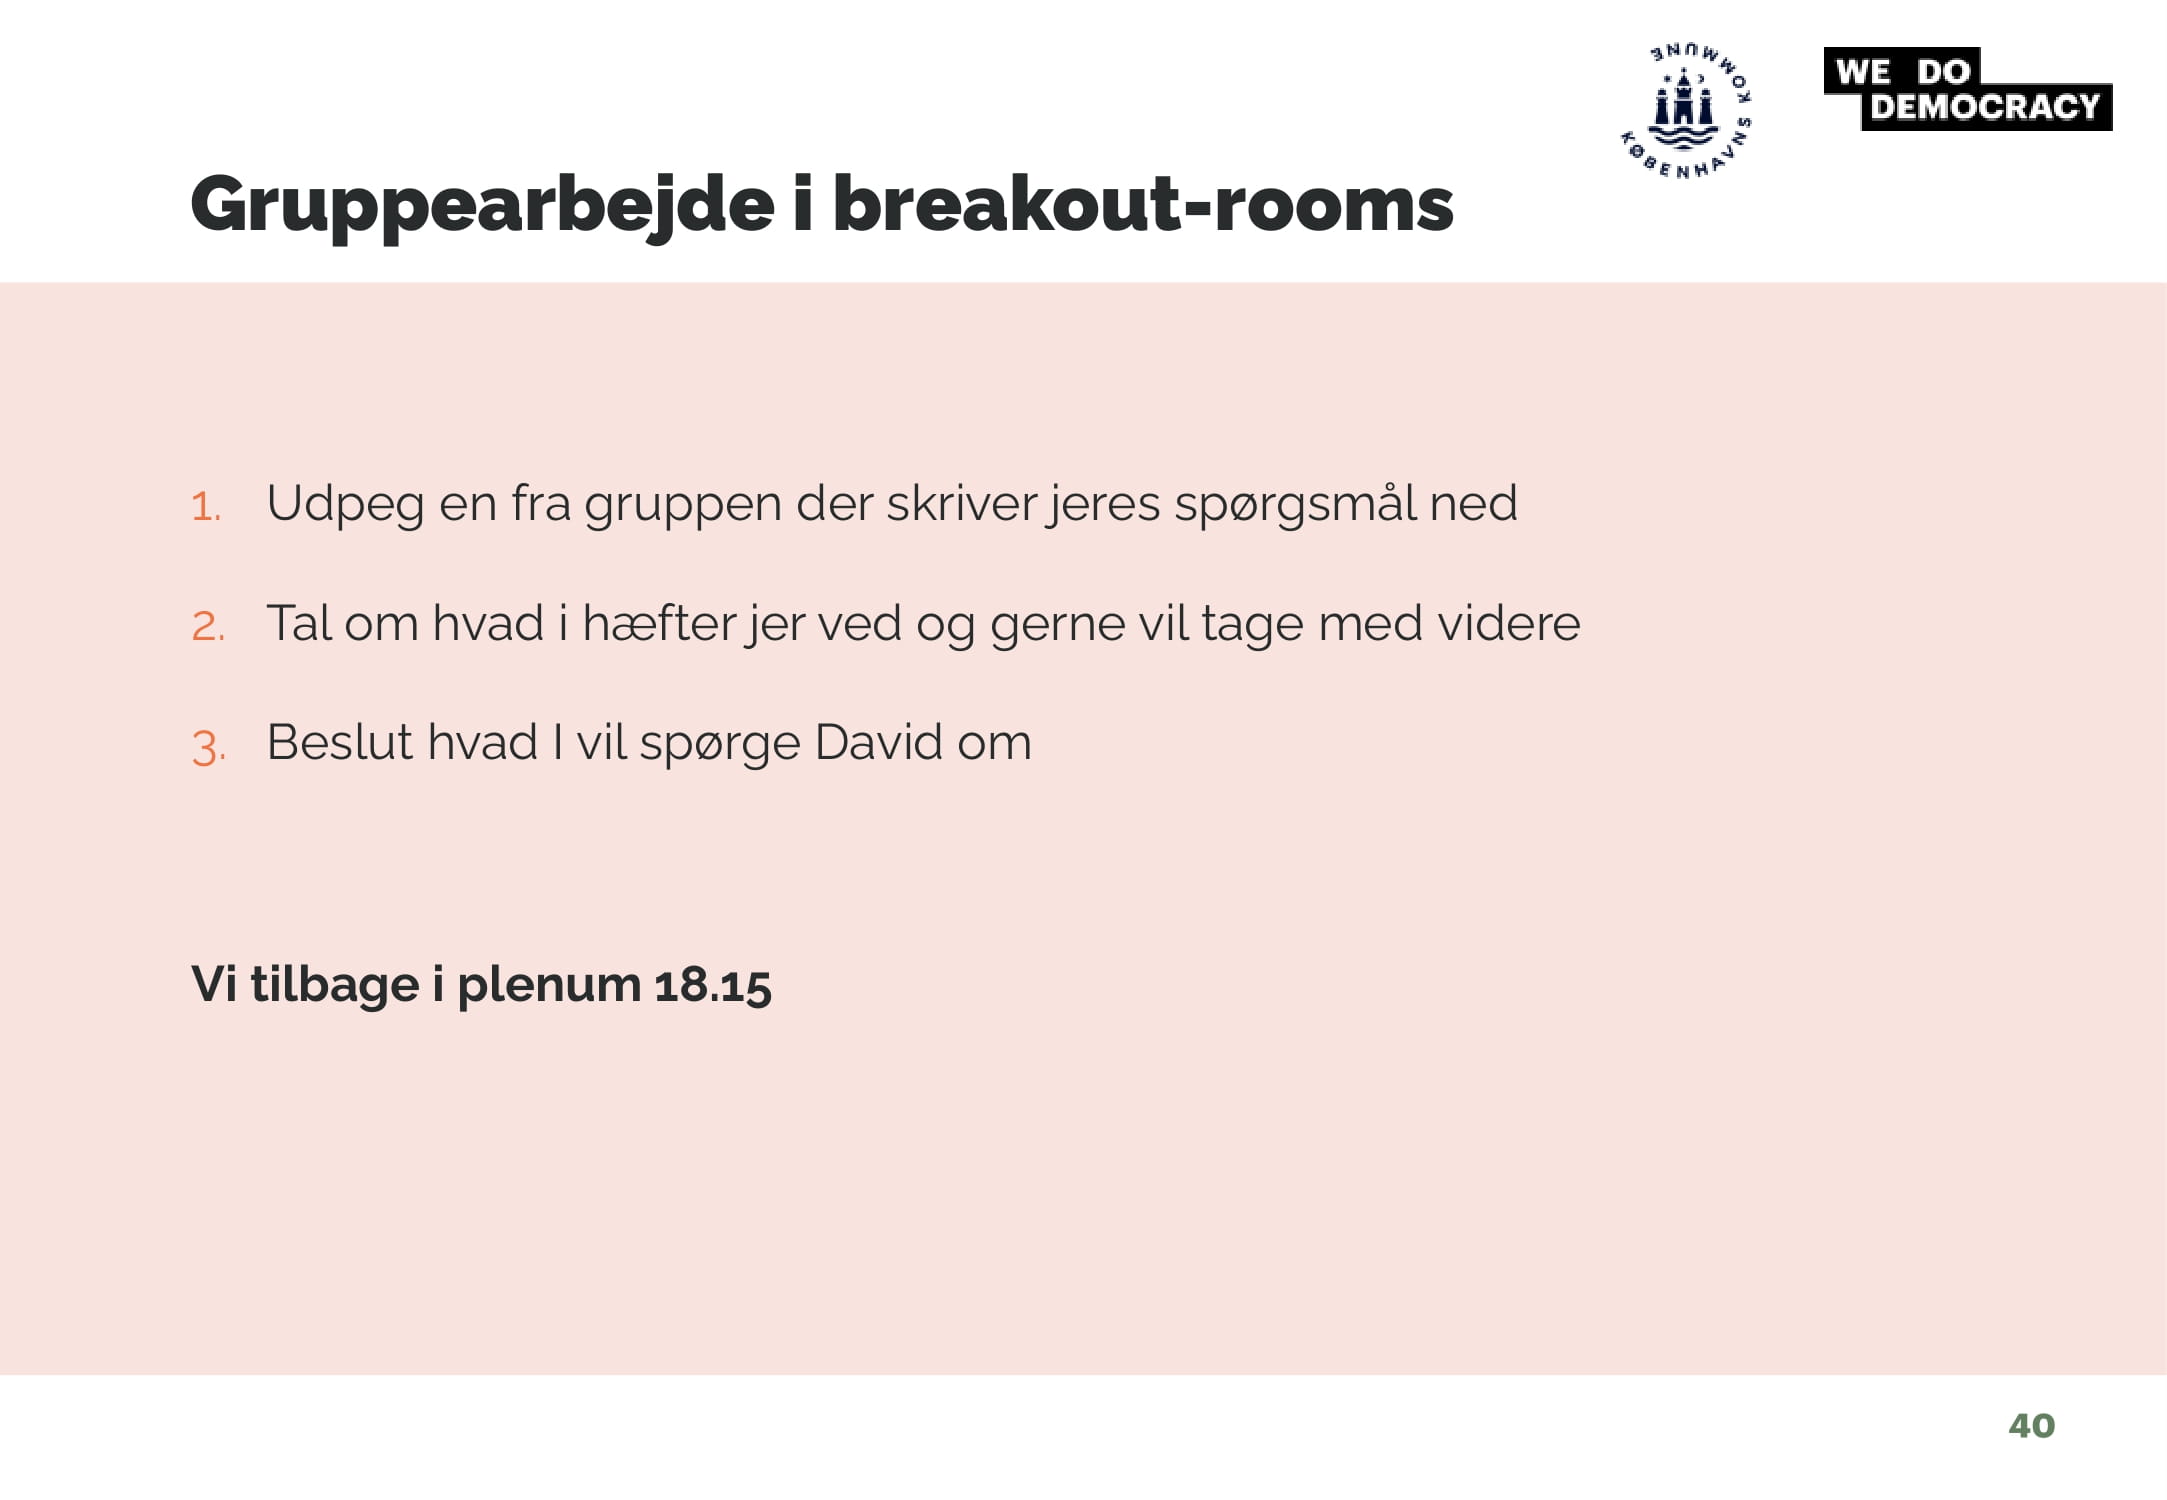 KØBENHAVNS KOMMUNE
WE DO
DEMOCRACY
Gruppearbejde i breakout-rooms
1. Udpeg en fra gruppen der skriver jeres spørgsmål ned
2. Tal om hvad i hæfter jer ved og gerne vil tage med videre
3. Beslut hvad I vil spørge David om
Vi tilbage i plenum 18.15
40